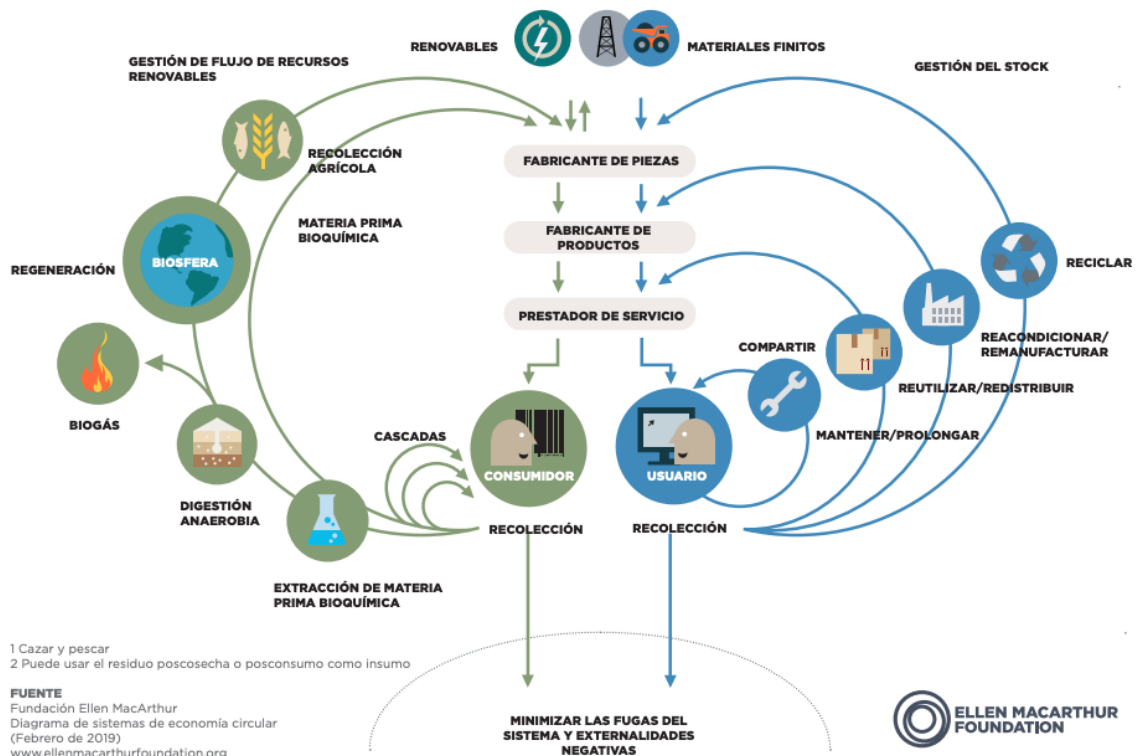 RENOVABLES
MATERIALES FINITOS
GESTIÓN DE FLUJO DE RECURSOS
RENOVABLES
GESTIÓN DEL STOCK
RECOLECCIÓN
AGRÍCOLA
FABRICANTE DE PIEZAS
MATERIA PRIMA
BIOQUÍMICA
FABRICANTE DE
PRODUCTOS
REGENERACIÓN
BIOSFERA
RECICLAR
PRESTADOR DE SERVICIO
REACONDICIONAR/
REMANUFACTURAR
COMPARTIR
REUTILIZAR/REDISTRIBUIR
BIOGÁS
CASCADAS
MANTENER/PROLONGAR
CONSUMIDOR
USUARIO
DIGESTIÓN
ANAEROBIA
RECOLECCIÓN
RECOLECCIÓN
EXTRACCIÓN DE MATERIA
PRIMA BIOQUÍMICA
1 Cazar y pescar
2 Puede usar el residuo poscosecha o posconsumo como insumo
FUENTE
Fundación Ellen MacArthur
Diagrama de sistemas de economía circular
(Febrero de 2019)
www.ellenmacarthurfoundation.org
MINIMIZAR LAS FUGAS DEL
SISTEMA Y EXTERNALIDADES
NEGATIVAS
ELLEN MACARTHUR
FOUNDATION